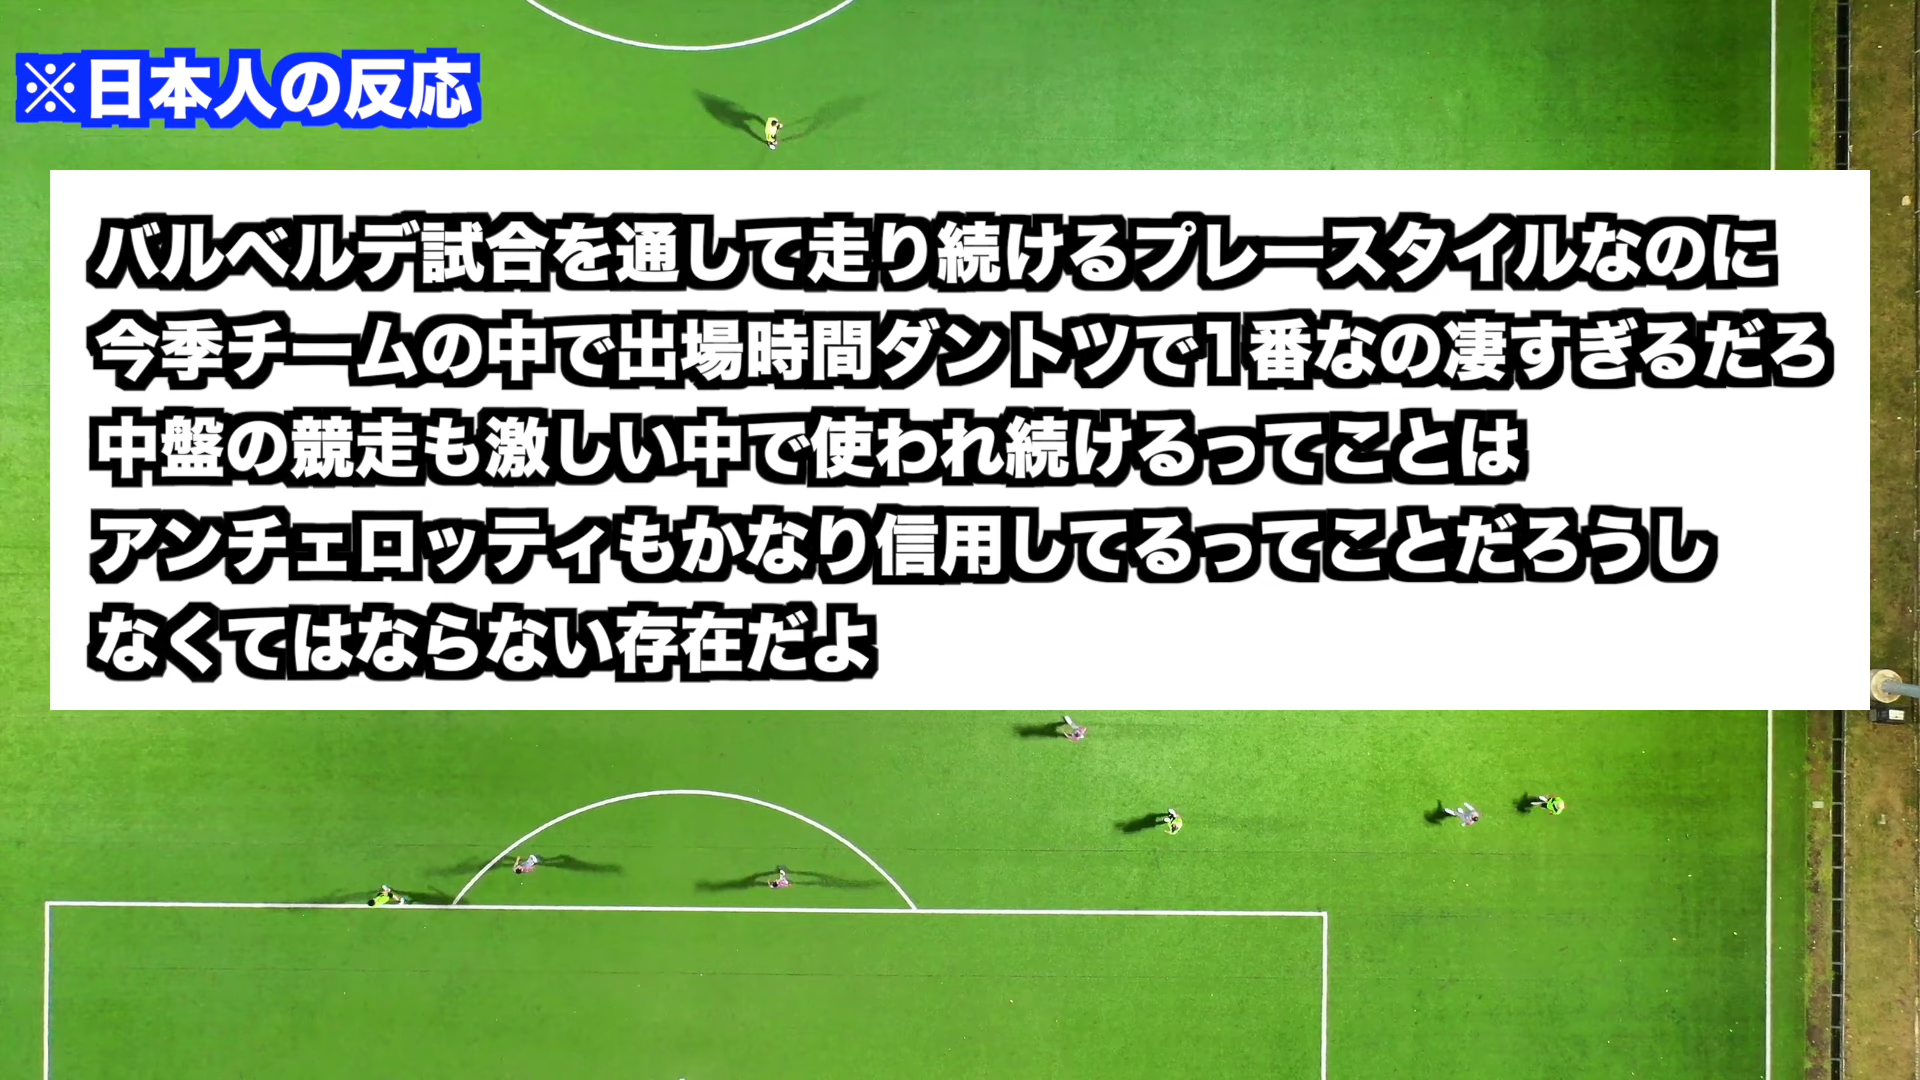 ※日本人の反応
バルベルデ試合を通して走り続けるプレースタイルなのに
今季チームの中で出場時間ダントツで1番なの凄すぎるだろ
中盤の競走も激しい中で使われ続けるってことは
アンチェロッティもかなり信用してるってことだろうし
なくてはならない存在だよ